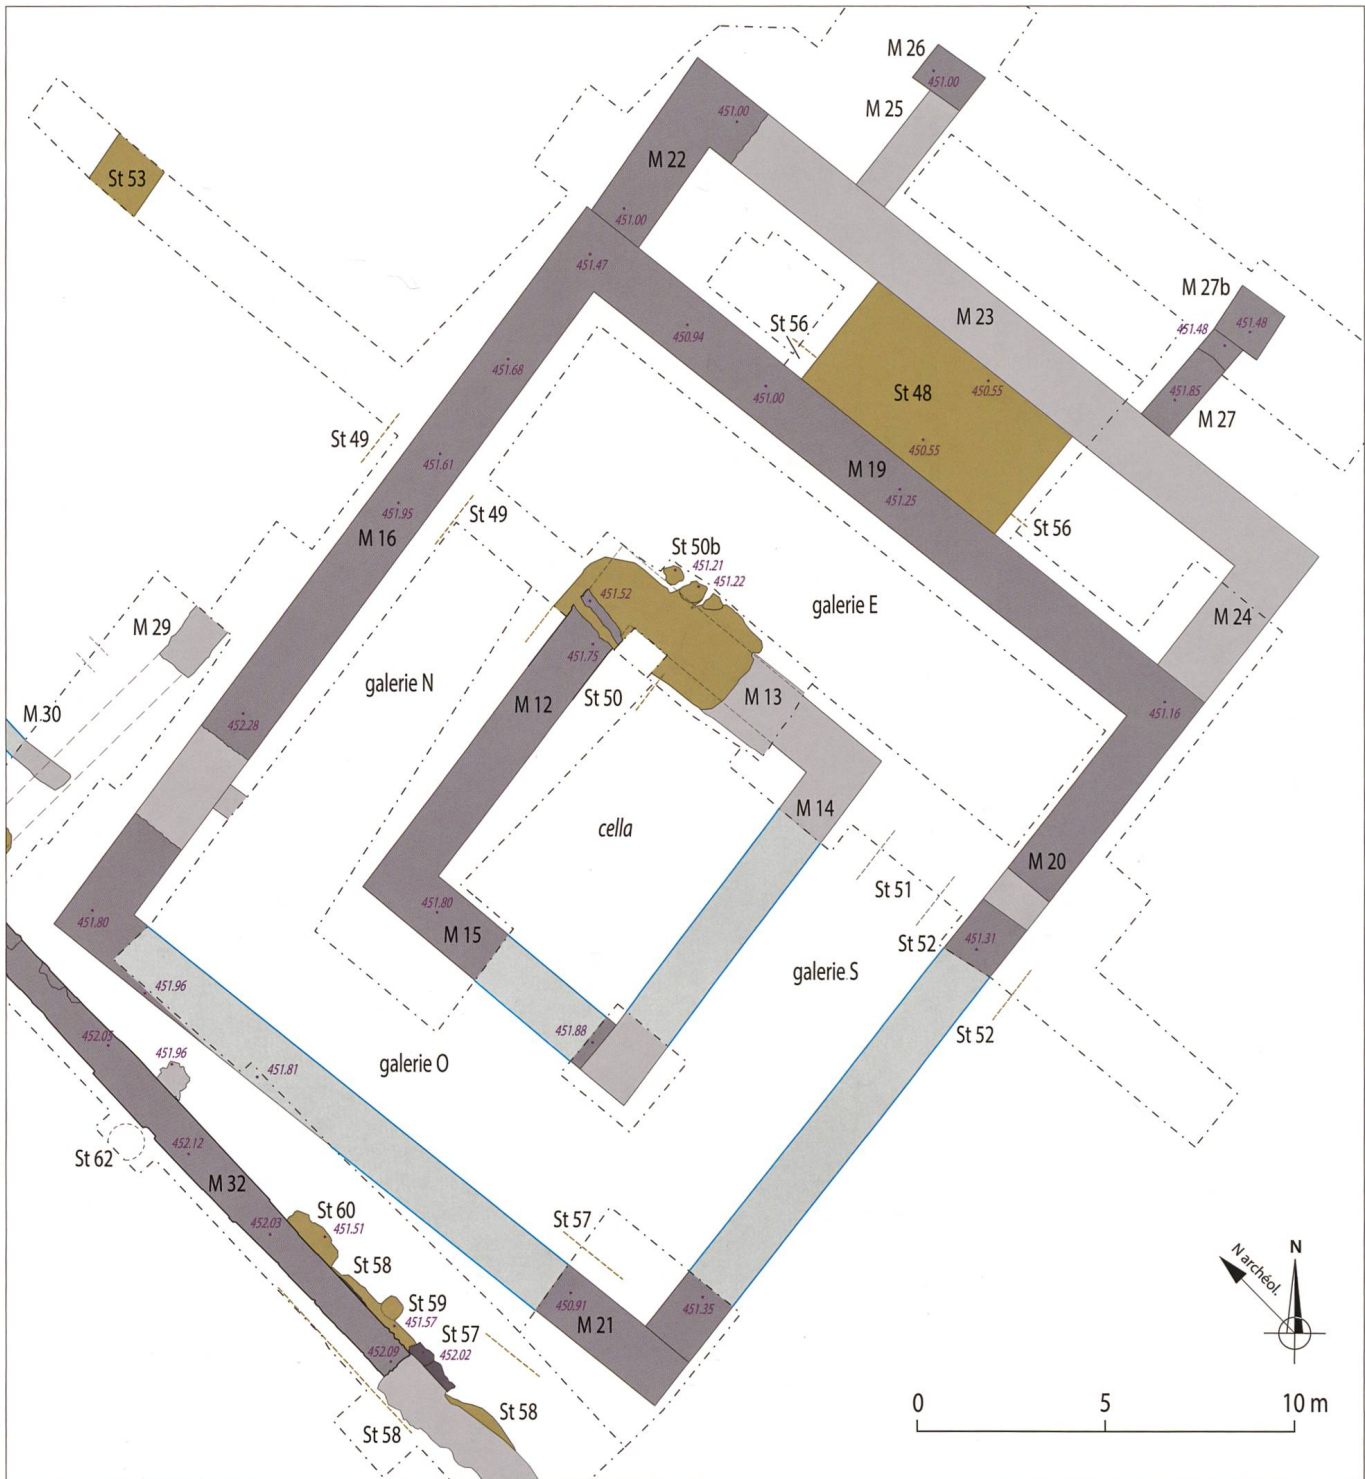 M 26
451.00
M 25
451.00
M 22
St 53
451.00
451.47
M 27b
451.48
451.48
M 23
St 56
450.94
451.68
451.85
450.55
St 48
M 27
451.00
St 49
450.55
451.61
M 19
451.25
451.95
St 49
M 16
St 56
St 50b
451.21
451.22
451.52
galerie E
M 24
M 29
451.75
galerie N
St 50
M 13
M 12
M.30
452.28
451.16
M 14
cella
M 20
St 51
451.80
451.80
M 15
St 52
451.31
galerie S
451.96
452.05
451.88
St 52
451.96
galerie O
451.81
452.12
St 62
M 32
St 60
452.03
451.51
St 57
N archéol.
N
St 58
St 59
450.91
451.35
451.57
St 57
M 21
452.02
452.09
St 58
St 58
0 5 10 m